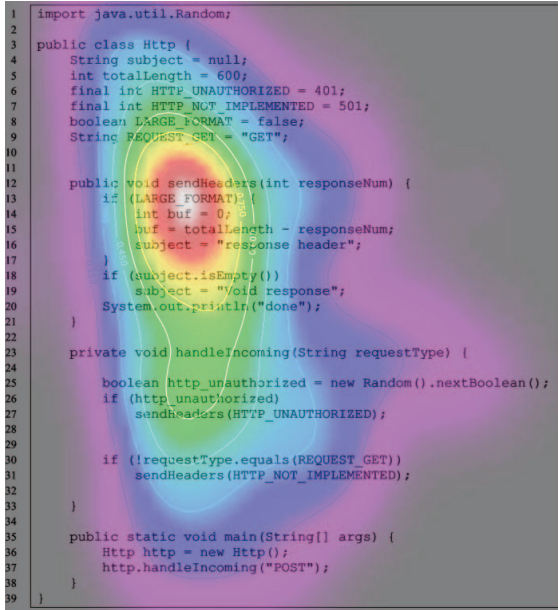 1 import java.util.Random;
2
3 public class Http {
4 String subject = null;
5 int totalLength = 600;
6 final int HTTP_UNAUTHORIZED = 401;
7 final int HTTP_NOT_IMPLEMENTED = 501;
8 boolean LARGE_FORMAT = false;
9 String REQUEST_GET = "GET";
10
11
12 public void sendHeaders(int responseNum) {
13 if (LARGE_FORMAT) {
14 int buf = 0;
15 buf = totalLength - responseNum;
16 subject = "response header";
17 }
18 if (subject.isEmpty())
19 subject = "Void response";
20 System.out.println("done");
21 }
22
23 private void handleIncoming(String requestType) {
24
25 boolean http_unauthorized = new Random().nextBoolean();
26 if (http_unauthorized)
27 sendHeaders(HTTP_UNAUTHORIZED);
28
29
30 if (!requestType.equals(REQUEST_GET))
31 sendHeaders(HTTP_NOT_IMPLEMENTED);
32
33 }
34
35 public static void main(String[] args) {
36 Http http = new Http();
37 http.handleIncoming("POST");
38 }
39 }